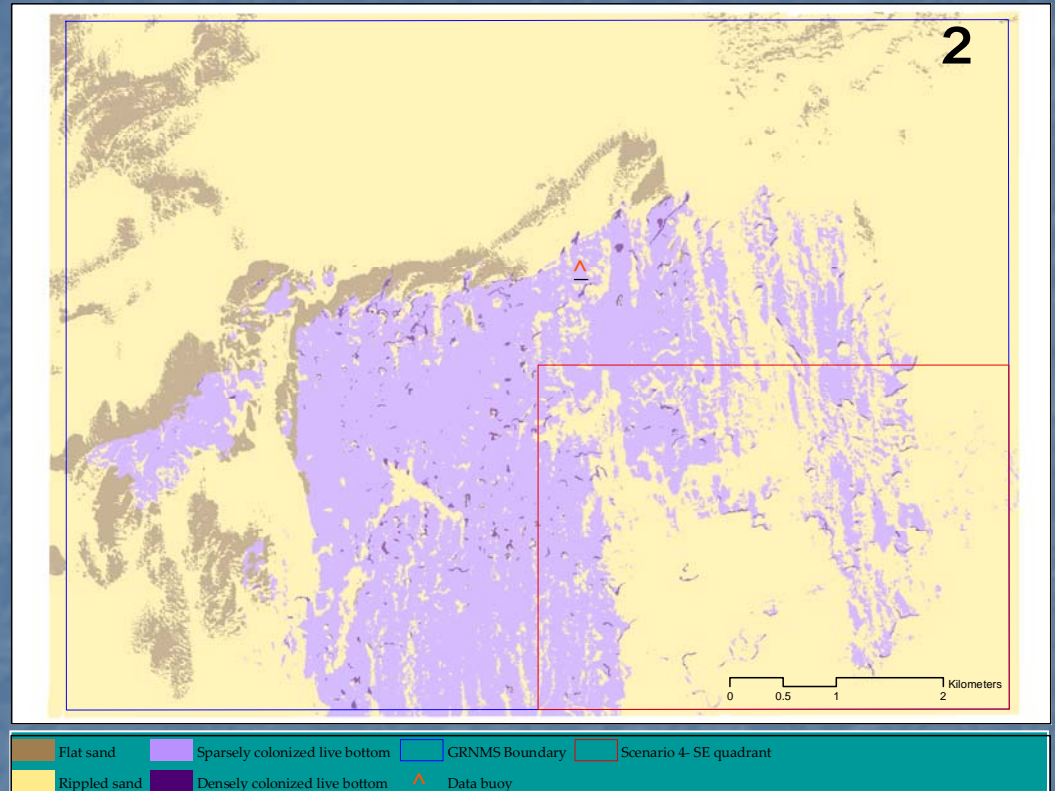 2
Kilometers
0 0.5 1 2
Flat sand Sparsely colonized live bottom GRNMS Boundary Scenario 4- SE quadrant
Rippled sand Densely colonized live bottom Data buoy